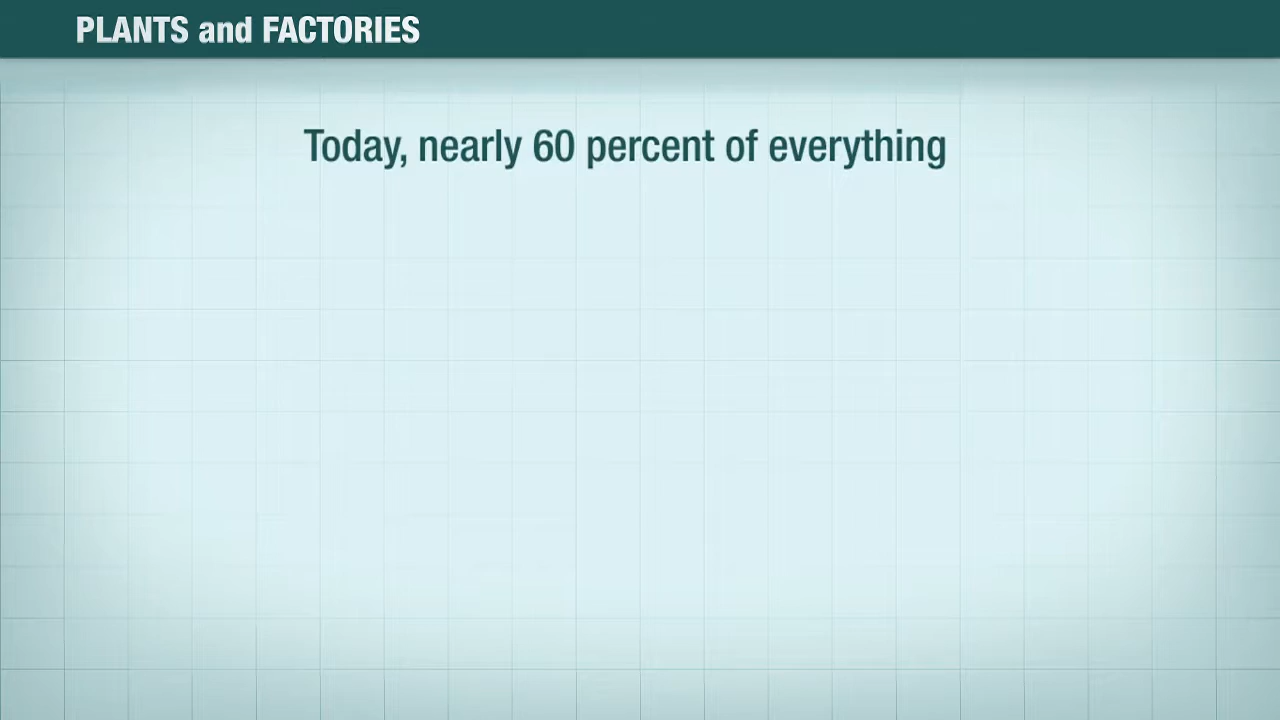 PLANTS and FACTORIES
Today, nearly 60 percent of everything